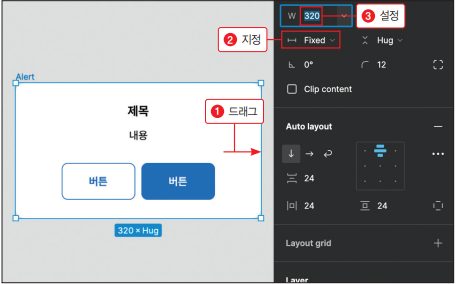 W 320 3 설정
2 지정 Fixed Hug
0° 12
Clip content
Alert
제목
내용
버튼 버튼
320 × Hug
1 드래그
Auto layout
24
24 24
Layout grid
Layer